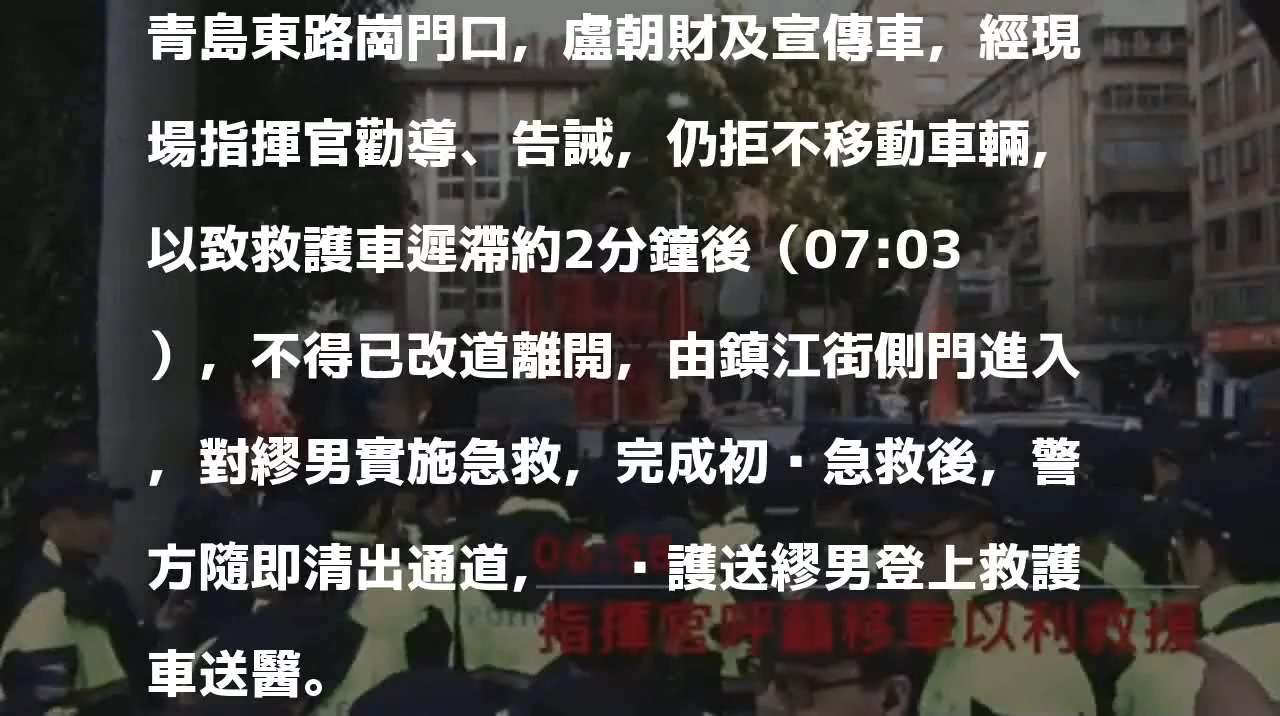 青島東路崗門口，盧朝財及宣傳車，經現
場指揮官勸導、告誡，仍拒不移動車輛，
以致救護車遲滯約2分鐘後（07:03
），不得已改道離開，由鎮江街側門進入
，對繆男實施急救，完成初·急救後，警
方隨即清出通道，　·護送繆男登上救護
車送醫。
06:58
指揮官呼籲移車以利救援